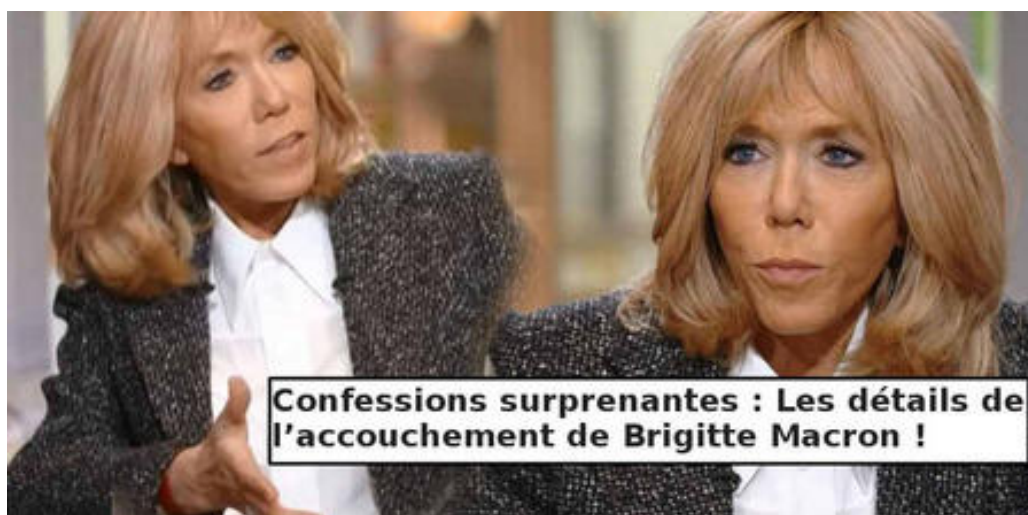 Confessions surprenantes : Les détails de
l’accouchement de Brigitte Macron !